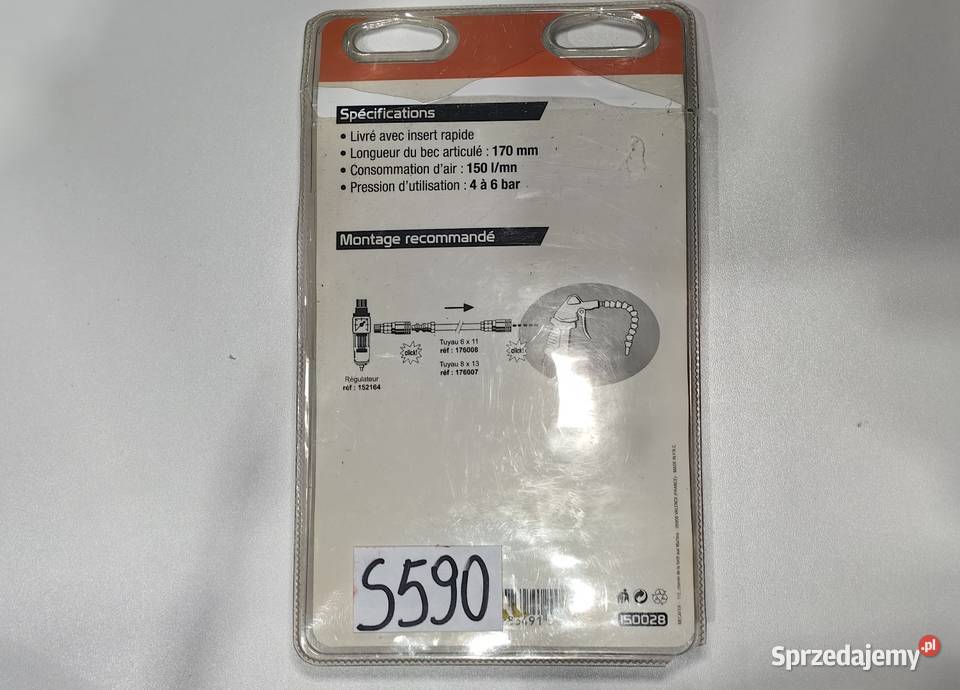 Spécifications
• Livré avec insert rapide
• Longueur du bec articulé : 170 mm
• Consommation d'air : 150 l/mn
• Pression d'utilisation : 4 à 6 bar
Montage recommandé
click!
Tuyau 6 x 11
réf : 176008
click!
Tuyau 8 x 13
réf : 176007
Régulateur
réf : 152164
S590
150028
Sprzedajemy.pl